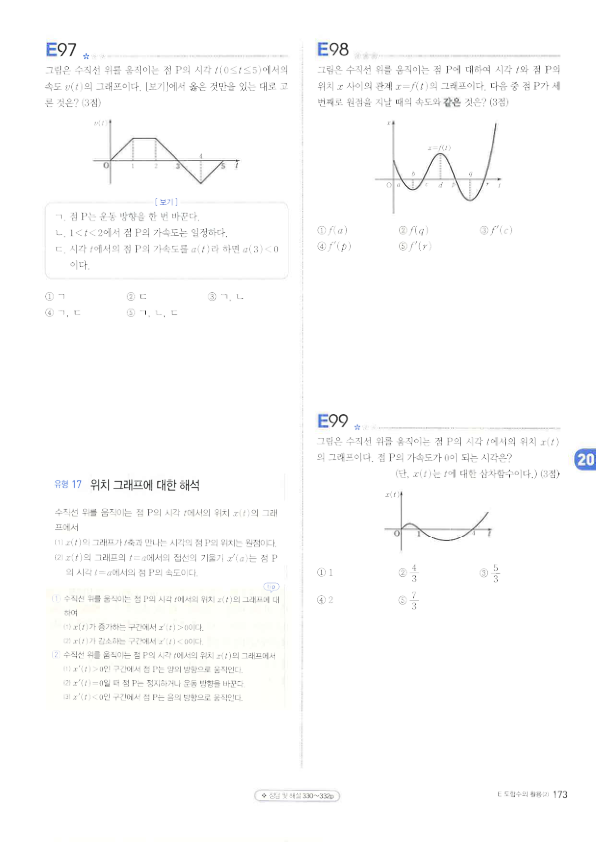 E97
그림은 수직선 위를 움직이는 점 P의 시각 t(0≤t≤5)에서의
속도 v(t)의 그래프이다. [보기]에서 옳은 것만을 있는 대로 고
른 것은? (3점)
v(t)
O 1 2 3 4 5 t
[보기]
ㄱ. 점 P는 운동 방향을 한 번 바꾼다.
ㄴ. 1<t<2에서 점 P의 가속도는 일정하다.
ㄷ. 시각 t에서의 점 P의 가속도를 a(t)라 하면 a(3)<0
이다.
① ㄱ ② ㄷ ③ ㄱ, ㄴ
④ ㄱ, ㄷ ⑤ ㄱ, ㄴ, ㄷ
유형 17 위치 그래프에 대한 해석
수직선 위를 움직이는 점 P의 시각 t에서의 위치 x(t)의 그래
프에서
(1) x(t)의 그래프가 t축과 만나는 시각의 점 P의 위치는 원점이다.
(2) x(t)의 그래프의 t=a에서의 접선의 기울기 x′(a)는 점 P
의 시각 t=a에서의 점 P의 속도이다.
tip
① 수직선 위를 움직이는 점 P의 시각 t에서의 위치 x(t)의 그래프에 대
하여
(1) x(t)가 증가하는 구간에서 x′(t)>0이다.
(2) x(t)가 감소하는 구간에서 x′(t)<0이다.
② 수직선 위를 움직이는 점 P의 시각 t에서의 위치 x(t)의 그래프에서
(1) x′(t)>0인 구간에서 점 P는 양의 방향으로 움직인다.
(2) x′(t)=0일 때 점 P는 정지하거나 운동 방향을 바꾼다.
(3) x′(t)<0인 구간에서 점 P는 음의 방향으로 움직인다.
E98
그림은 수직선 위를 움직이는 점 P에 대하여 시각 t와 점 P의
위치 x 사이의 관계 x=f(t)의 그래프이다. 다음 중 점 P가 세
번째로 원점을 지날 때의 속도와 같은 것은? (3점)
x
x=f(t)
O a b c d p q r t
① f(a) ② f(q) ③ f′(c)
④ f′(p) ⑤ f′(r)
E99
그림은 수직선 위를 움직이는 점 P의 시각 t에서의 위치 x(t)
의 그래프이다. 점 P의 가속도가 0이 되는 시각은?
(단, x(t)는 t에 대한 삼차함수이다.) (3점)
x(t)
O 1 4 t
① 1 ② 4/3 ③ 5/3
④ 2 ⑤ 7/3
20
❖ 정답 및 해설 330~332p
E 도함수의 활용(2) 173